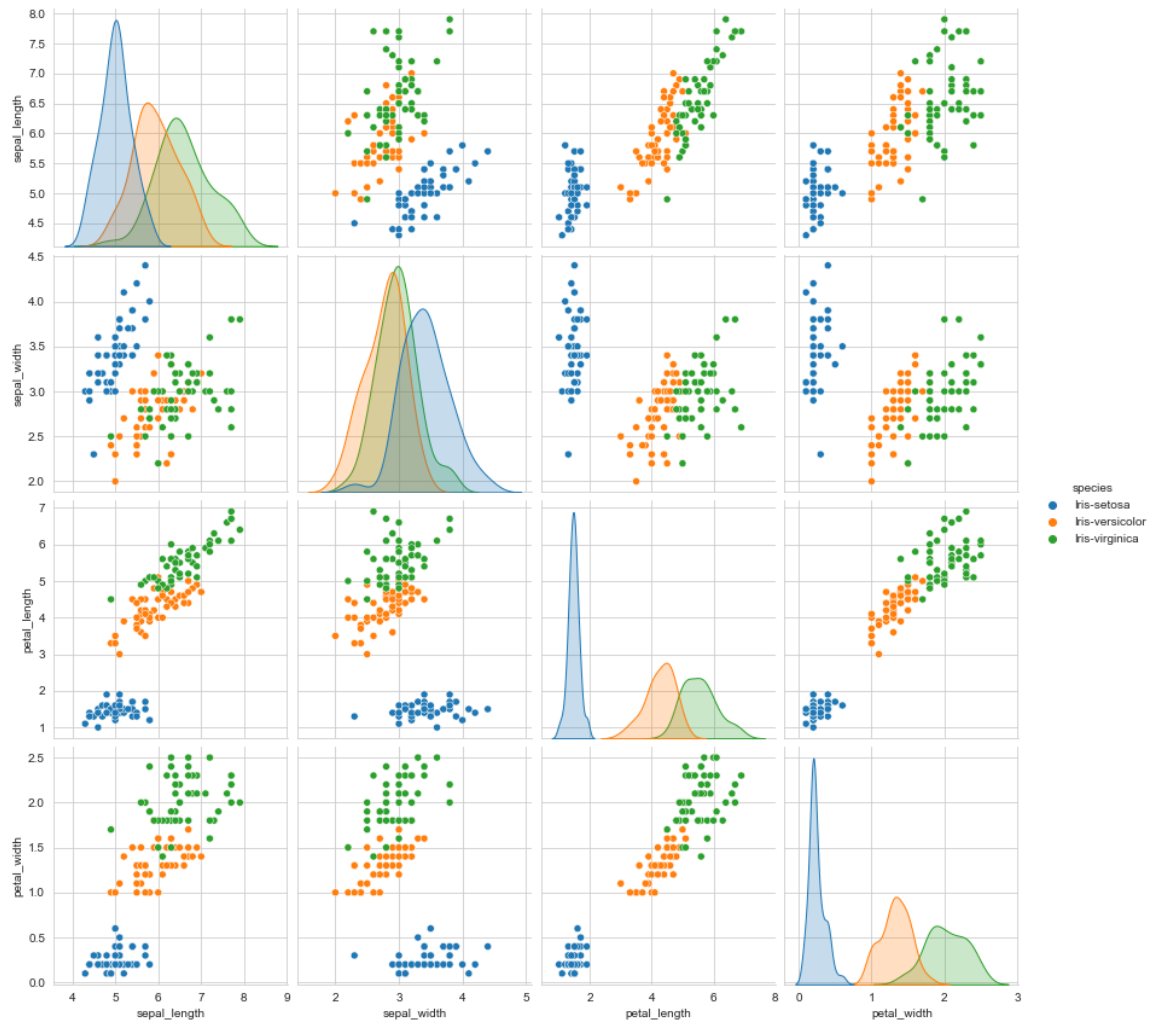 8.0
7.5
7.0
6.5
6.0
5.5
5.0
4.5
sepal_length
4.5
4.0
3.5
3.0
2.5
2.0
sepal_width
7
6
5
4
3
2
1
petal_length
2.5
2.0
1.5
1.0
0.5
0.0
petal_width
4 5 6 7 8 9
sepal_length
2 3 4 5
sepal_width
2 4 6 8
petal_length
0 1 2 3
petal_width
species
Iris-setosa
Iris-versicolor
Iris-virginica